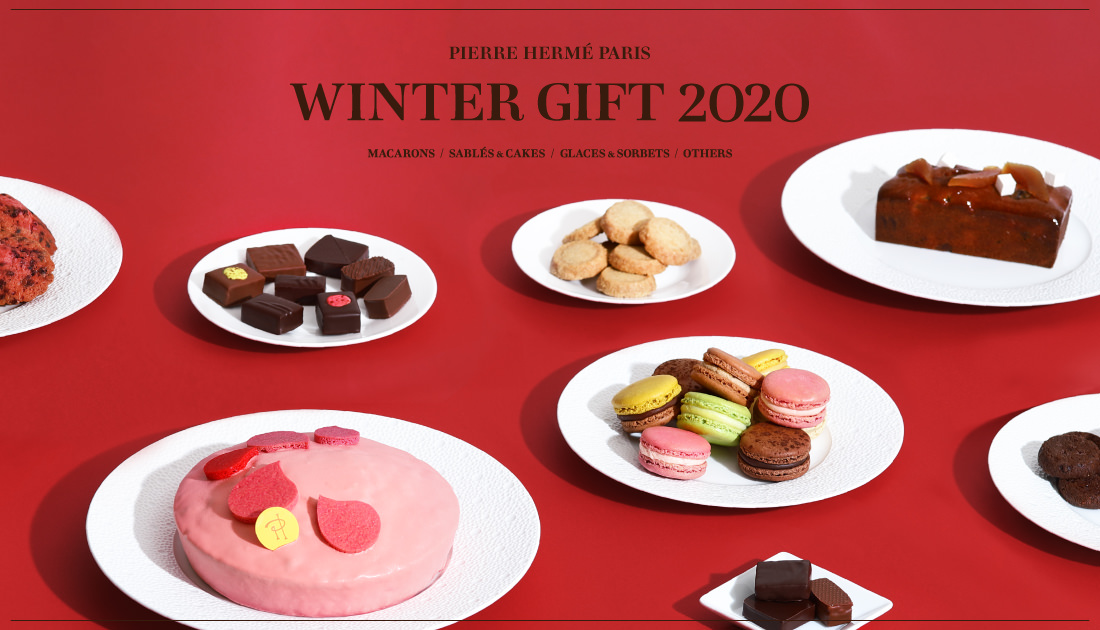 PIERRE HERMÉ PARIS
WINTER GIFT 2020
MACARONS / SABLÉS & CAKES / GLACES & SORBETS / OTHERS